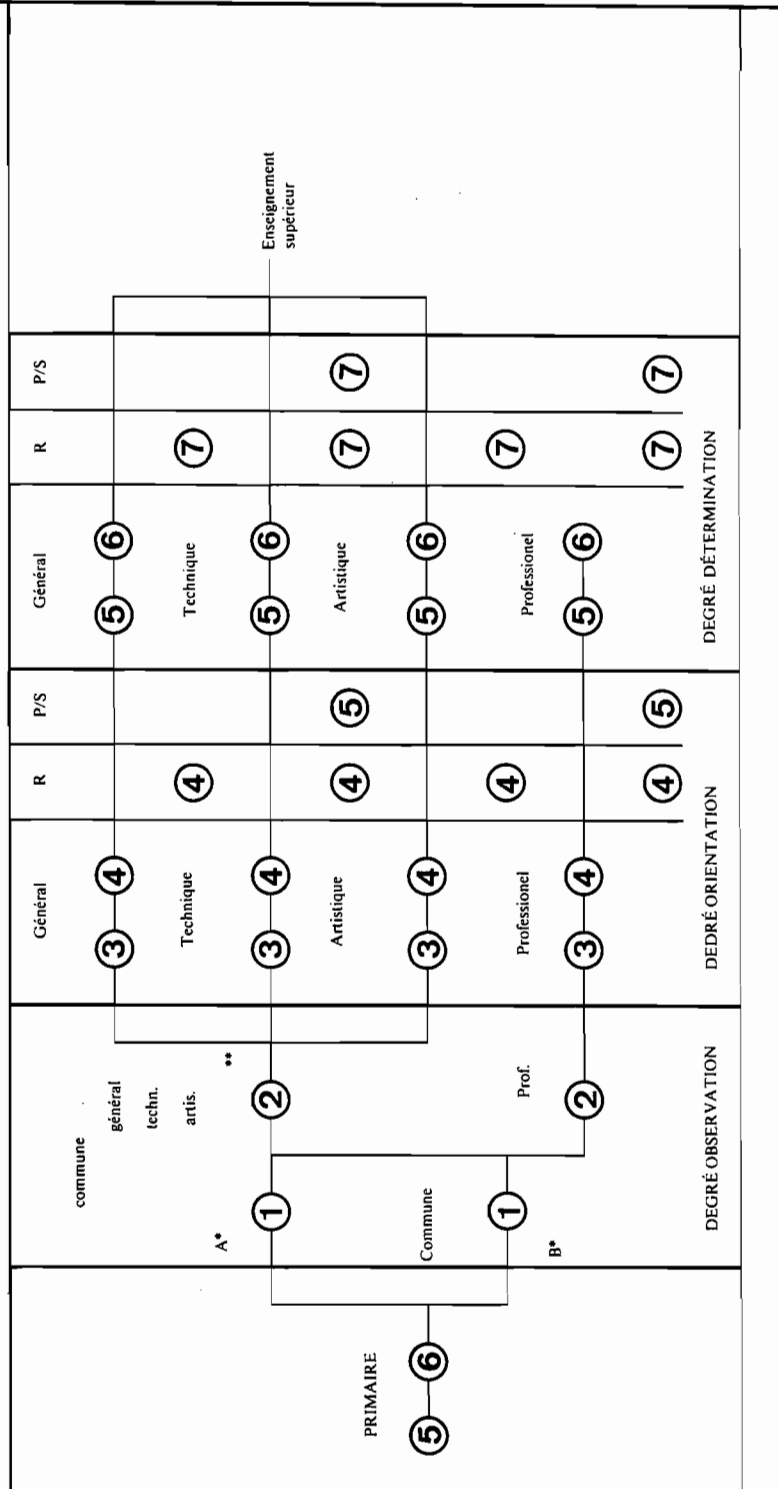 PRIMAIRE
5 6
commune
général
techn.
artis.
**
A*
1
2
Commune
1
B*
Prof.
2
DEGRÉ OBSERVATION
Général
3 4
Technique
3 4
Artistique
3 4
Professionel
3 4
R
4
4
4
4
P/S
5
5
DEDRÉ ORIENTATION
Général
5 6
Technique
5 6
Artistique
5 6
Professionel
5 6
R
7
7
7
7
P/S
7
7
DEGRÉ DÉTERMINATION
Enseignement
supérieur